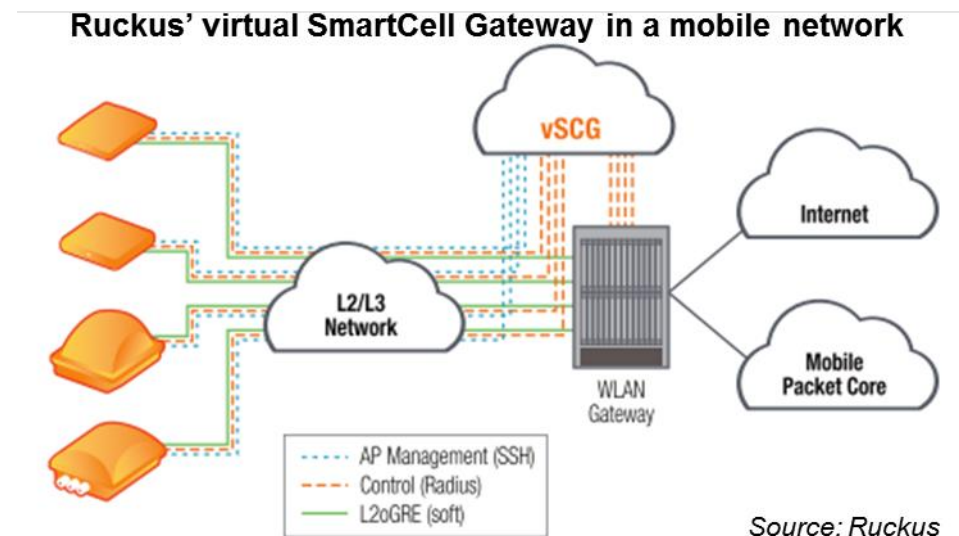 Ruckus’ virtual SmartCell Gateway in a mobile network
vSCG
Internet
L2/L3
Network
Mobile
Packet Core
WLAN
Gateway
AP Management (SSH)
Control (Radius)
L2oGRE (soft)
Source: Ruckus